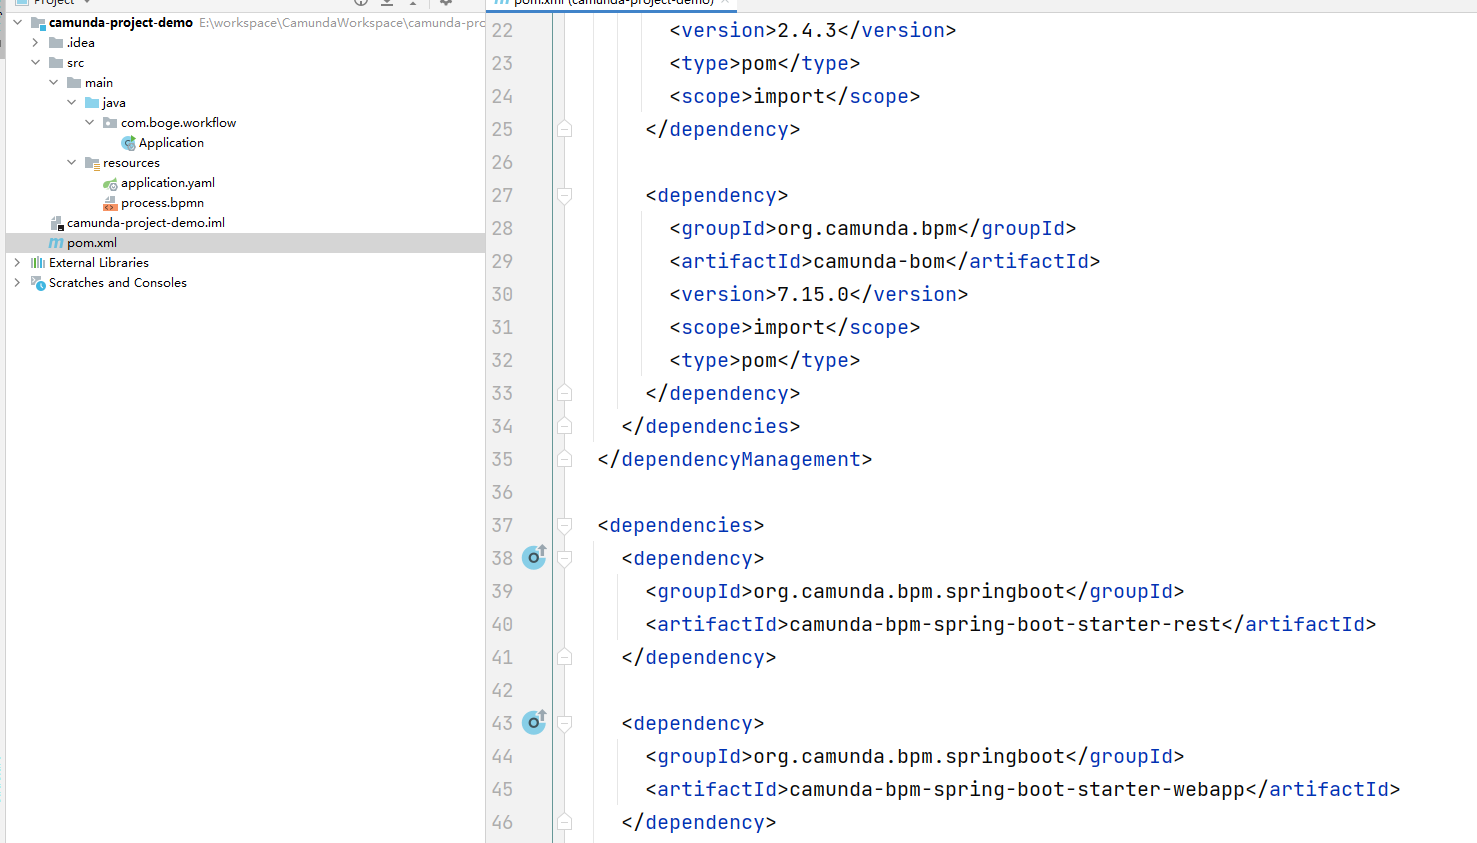 Project
pom.xml (camunda-project-demo)
camunda-project-demo E:\workspace\CamundaWorkspace\camunda-pro
.idea
src
main
java
com.boge.workflow
Application
resources
application.yaml
process.bpmn
camunda-project-demo.iml
pom.xml
External Libraries
Scratches and Consoles
22 <version>2.4.3</version>
23 <type>pom</type>
24 <scope>import</scope>
25 </dependency>
26
27 <dependency>
28 <groupId>org.camunda.bpm</groupId>
29 <artifactId>camunda-bom</artifactId>
30 <version>7.15.0</version>
31 <scope>import</scope>
32 <type>pom</type>
33 </dependency>
34 </dependencies>
35 </dependencyManagement>
36
37 <dependencies>
38 <dependency>
39 <groupId>org.camunda.bpm.springboot</groupId>
40 <artifactId>camunda-bpm-spring-boot-starter-rest</artifactId>
41 </dependency>
42
43 <dependency>
44 <groupId>org.camunda.bpm.springboot</groupId>
45 <artifactId>camunda-bpm-spring-boot-starter-webapp</artifactId>
46 </dependency>